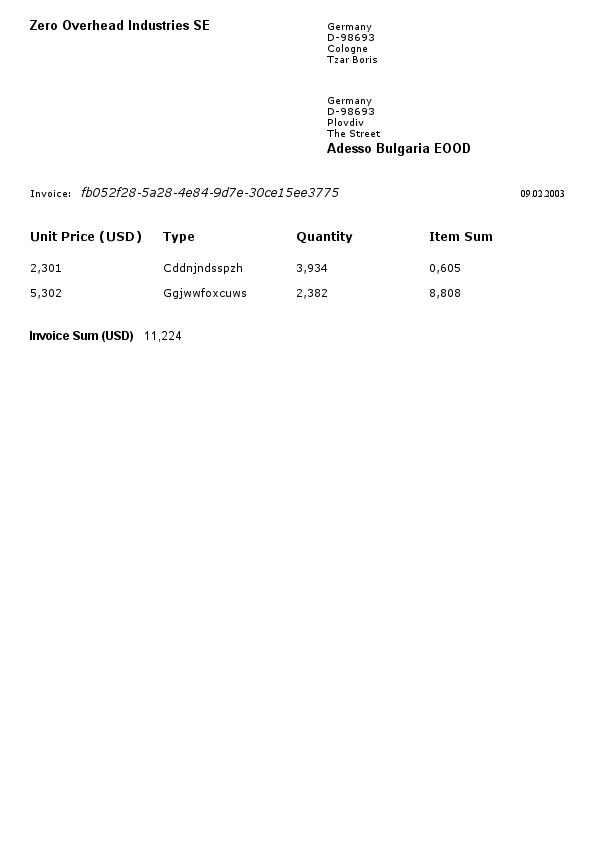 Zero Overhead Industries SE
Germany
D-98693
Cologne
Tzar Boris
Germany
D-98693
Plovdiv
The Street
Adesso Bulgaria EOOD
Invoice: fb052f28-5a28-4e84-9d7e-30ce15ee3775 09.02.2003
Unit Price (USD) Type Quantity Item Sum
2,301 Cddnjndsspzh 3,934 0,605
5,302 Ggjwwfoxcuws 2,382 8,808
Invoice Sum (USD) 11,224